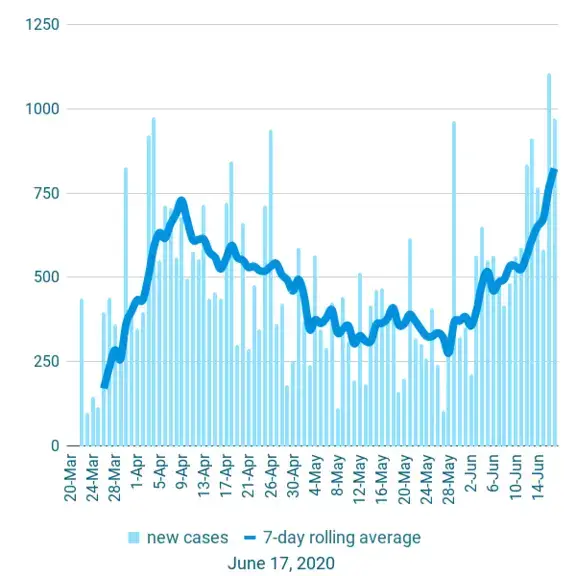 1250
1000
750
500
250
0
20-Mar
24-Mar
28-Mar
1-Apr
5-Apr
9-Apr
13-Apr
17-Apr
21-Apr
25-Apr
30-Apr
4-May
8-May
12-May
16-May
20-May
24-May
28-May
2-Jun
6-Jun
10-Jun
14-Jun
new cases 7-day rolling average
June 17, 2020